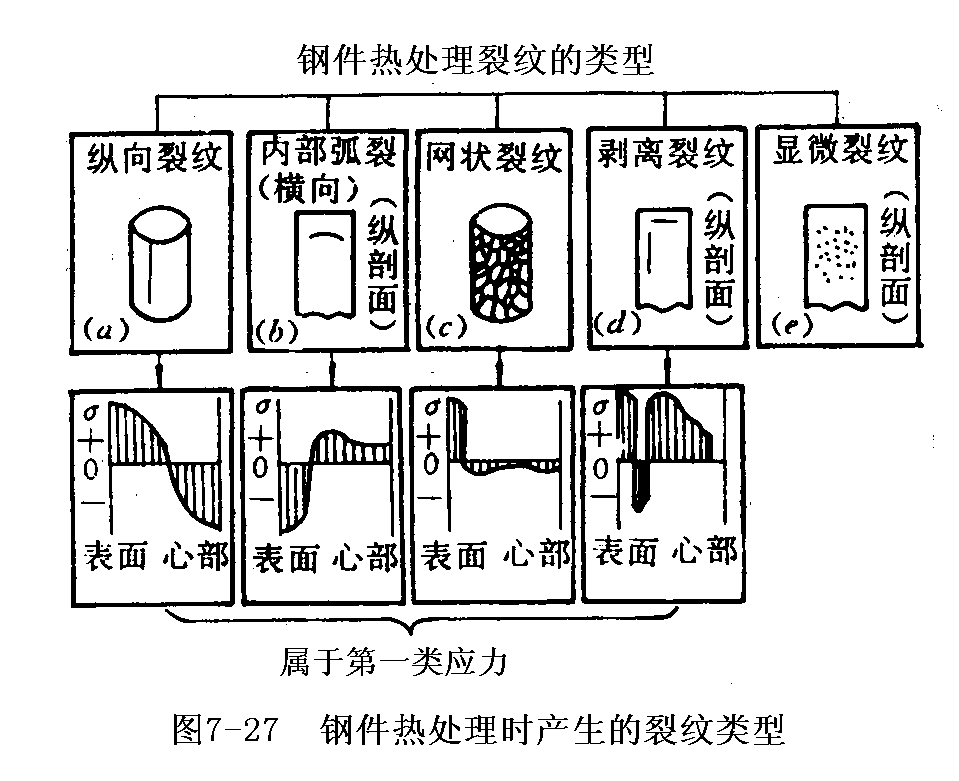 钢件热处理裂纹的类型
纵向裂纹
(a)
内部弧裂
(横向)
(纵剖面)
(b)
网状裂纹
(c)
剥离裂纹
(纵剖面)
(d)
显微裂纹
(纵剖面)
(e)
σ
+
0
—
表面 心部
σ
+
0
—
表面 心部
σ
+
0
—
表面 心部
σ
+
0
—
表面 心部
属于第一类应力
图7-27 钢件热处理时产生的裂纹类型